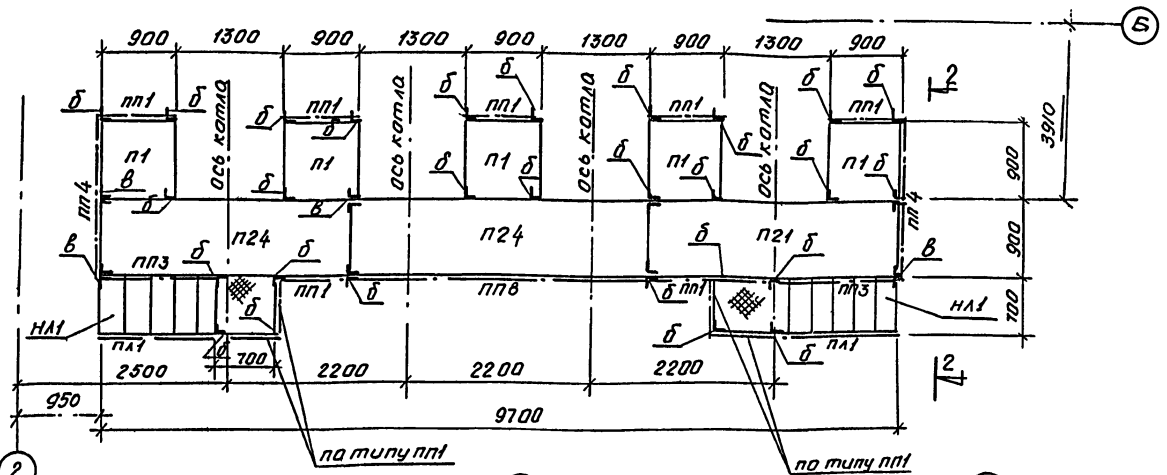 Б
900 1300 900 1300 900 1300 900 1300 900
2
б пп1 б б пп1 б б пп1 б б пп1 б б пп1
ось котла ось котла ось котла ось котла
3910
п1 п1 п1 п1 п1
б б б б б б б б
900
пп4 в б в пп4
п24 п24 п21
900
в пп3 б б б б в
пп1 б ппв б пп1 пп3
нл1 б б нл1
700
пл1 б б пл1
700
2500 2200 2200 2200
2
950 9700
2
по типу пп1 по типу пп1